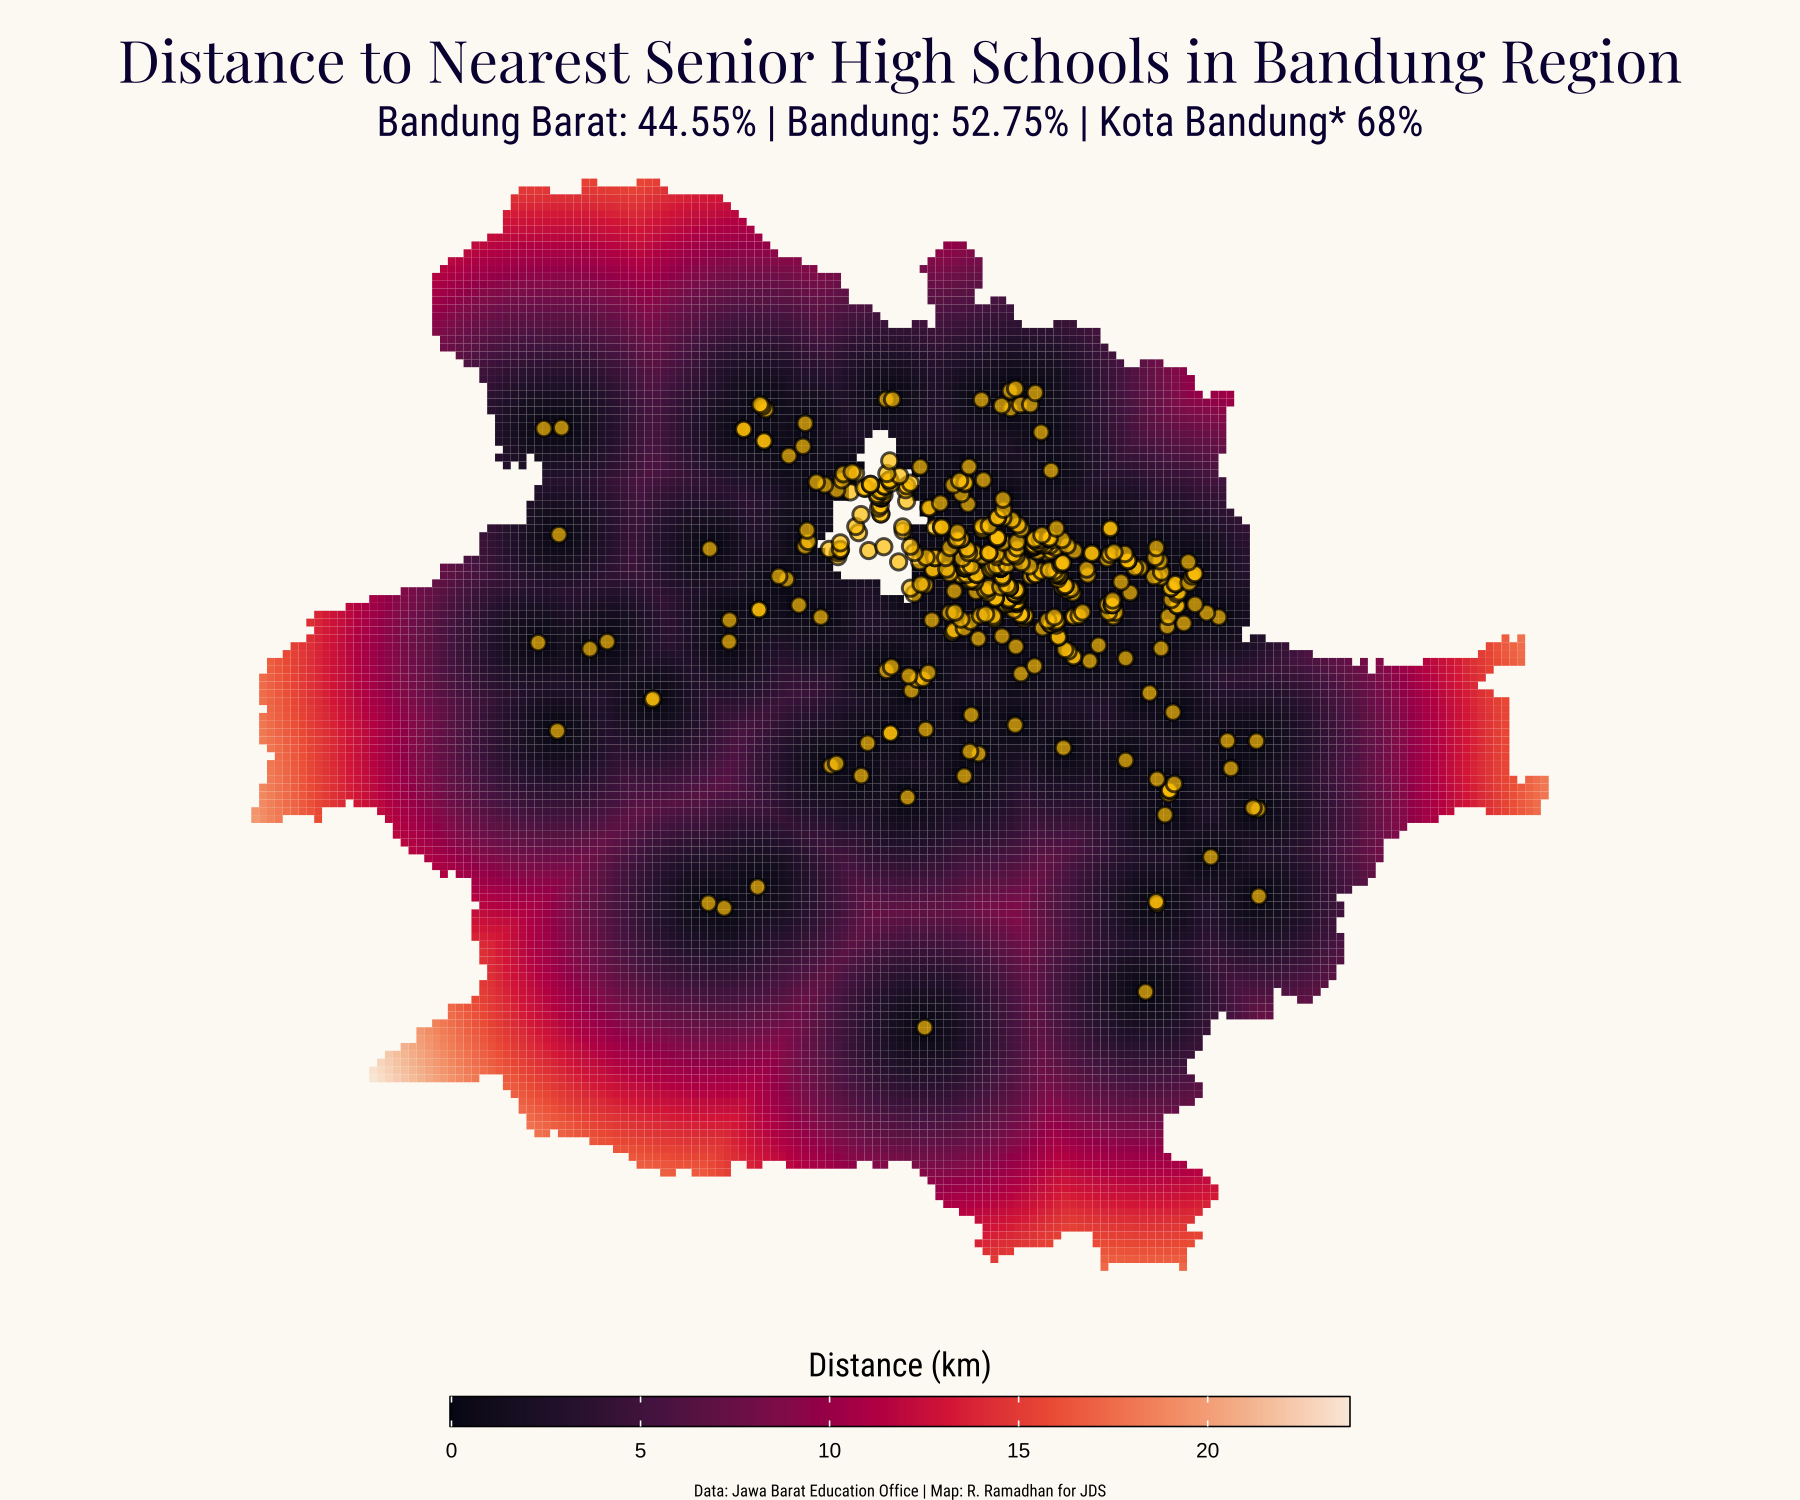 Distance to Nearest Senior High Schools in Bandung Region
Bandung Barat: 44.55% | Bandung: 52.75% | Kota Bandung* 68%
Distance (km)
0 5 10 15 20
Data: Jawa Barat Education Office | Map: R. Ramadhan for JDS